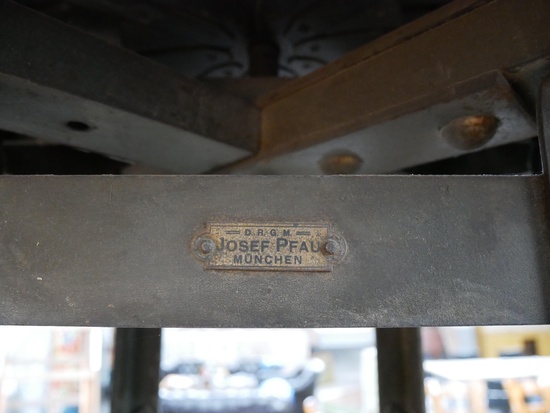 D.R.G.M.
JOSEF PFAU
MÜNCHEN